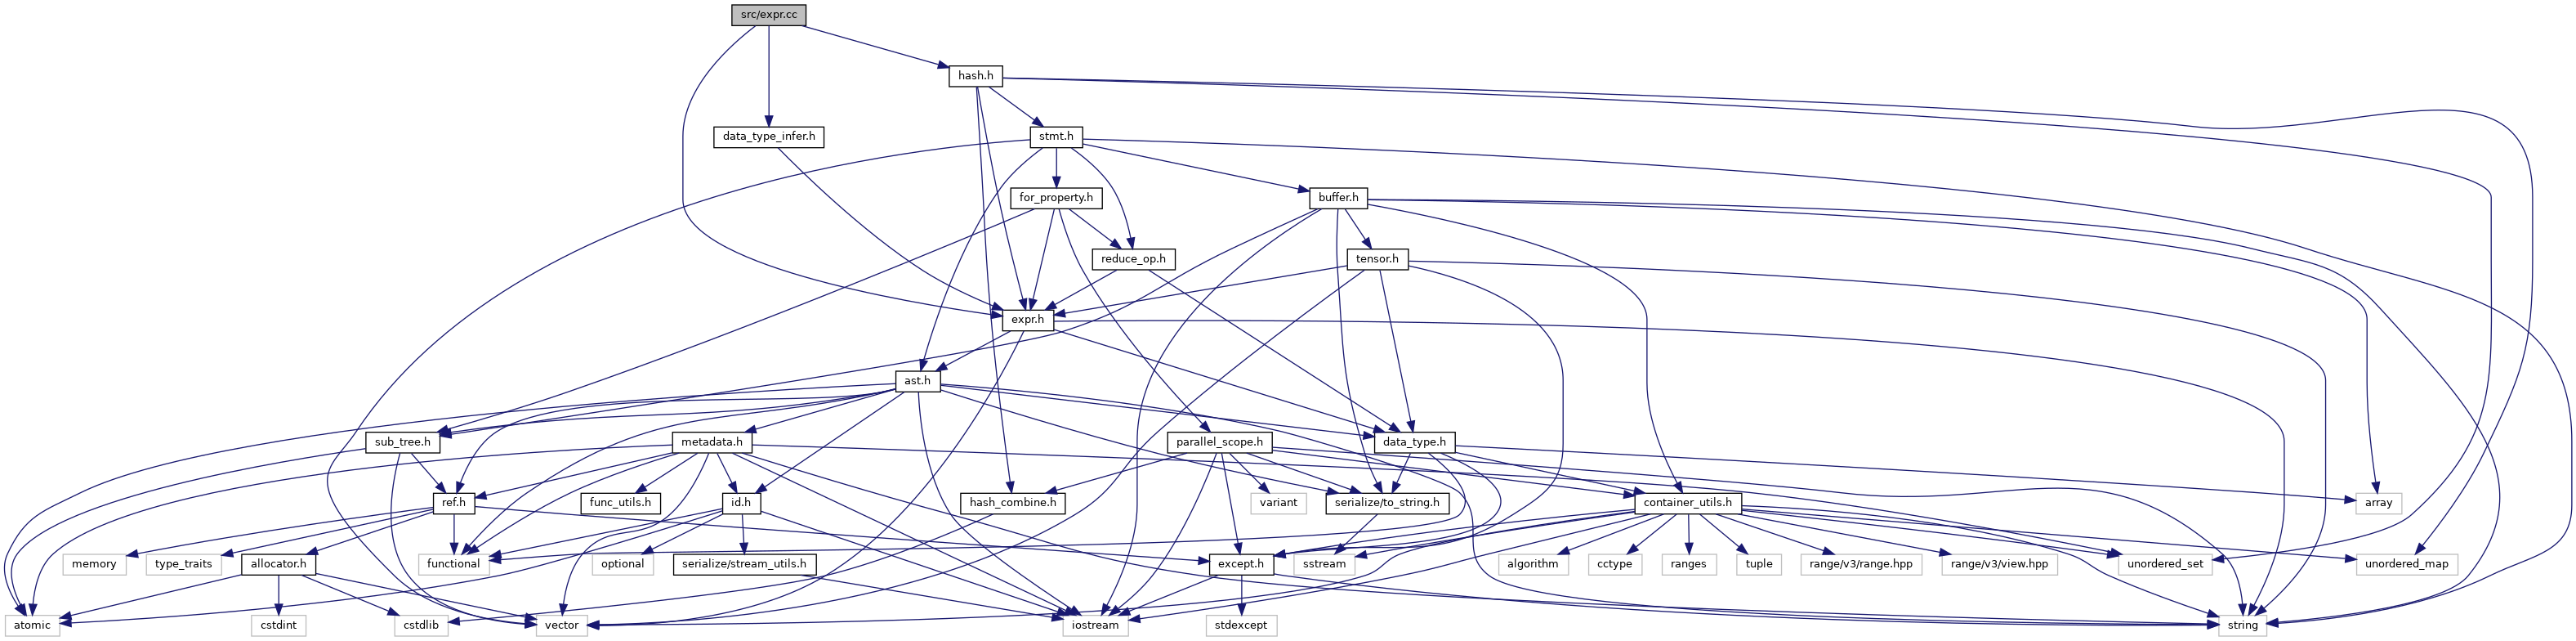 src/expr.cc
hash.h
data_type_infer.h
stmt.h
for_property.h
buffer.h
reduce_op.h
tensor.h
expr.h
ast.h
sub_tree.h
metadata.h
parallel_scope.h
data_type.h
ref.h
func_utils.h
id.h
hash_combine.h
variant
serialize/to_string.h
container_utils.h
array
memory
type_traits
allocator.h
functional
optional
serialize/stream_utils.h
except.h
sstream
algorithm
cctype
ranges
tuple
range/v3/range.hpp
range/v3/view.hpp
unordered_set
unordered_map
atomic
cstdint
cstdlib
vector
iostream
stdexcept
string